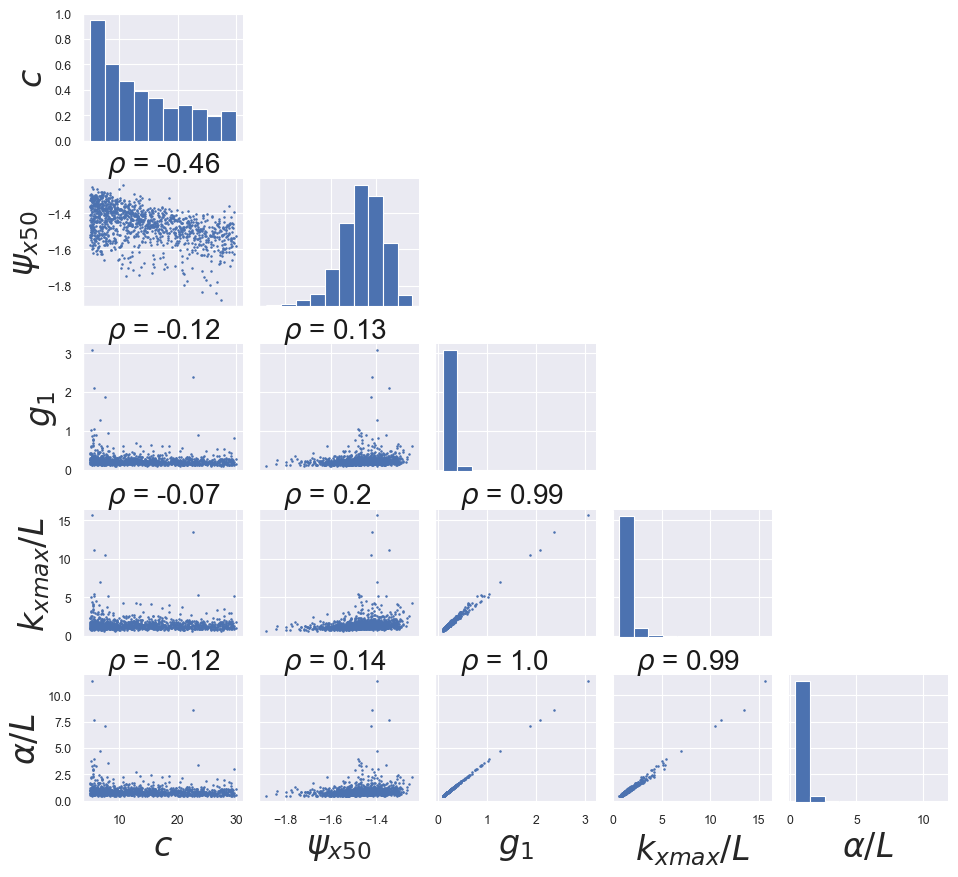 1.0
0.8
0.6
0.4
0.2
0.0
c
ρ = -0.46
−1.4
−1.6
−1.8
ψx50
ρ = -0.12 ρ = 0.13
3
2
1
0
g1
ρ = -0.07 ρ = 0.2 ρ = 0.99
15
10
5
0
kxmax/L
ρ = -0.12 ρ = 0.14 ρ = 1.0 ρ = 0.99
10.0
7.5
5.0
2.5
0.0
α/L
10 20 30 −1.8 −1.6 −1.4 0 1 2 3 0 5 10 15 0 5 10
c ψx50 g1 kxmax/L α/L